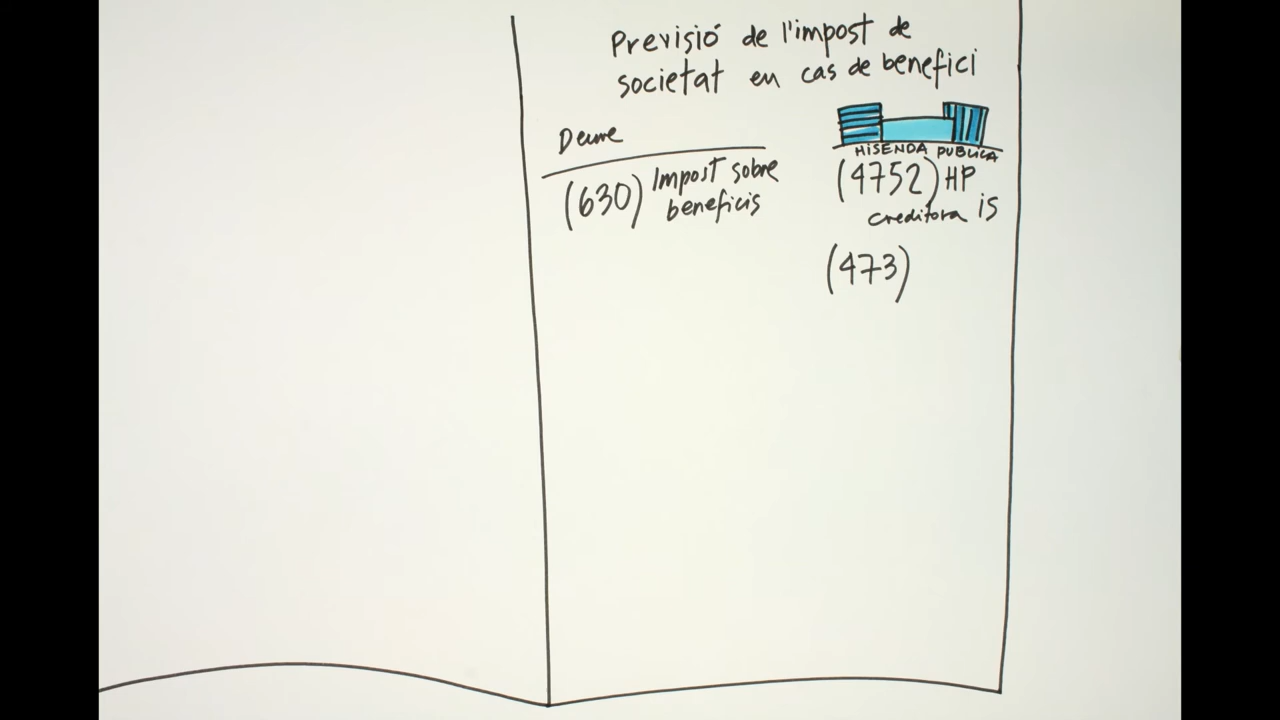 Previsió de l'impost de
societat en cas de benefici
Deure
HISENDA PUBLICA
(630) Impost sobre
beneficis
(4752) HP
creditora iS
(473)